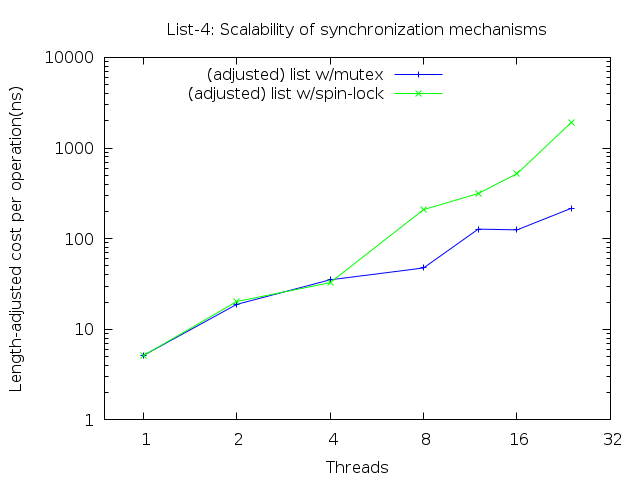 List-4: Scalability of synchronization mechanisms
(adjusted) list w/mutex
(adjusted) list w/spin-lock
Length-adjusted cost per operation(ns)
10000
1000
100
10
1
1 2 4 8 16 32
Threads